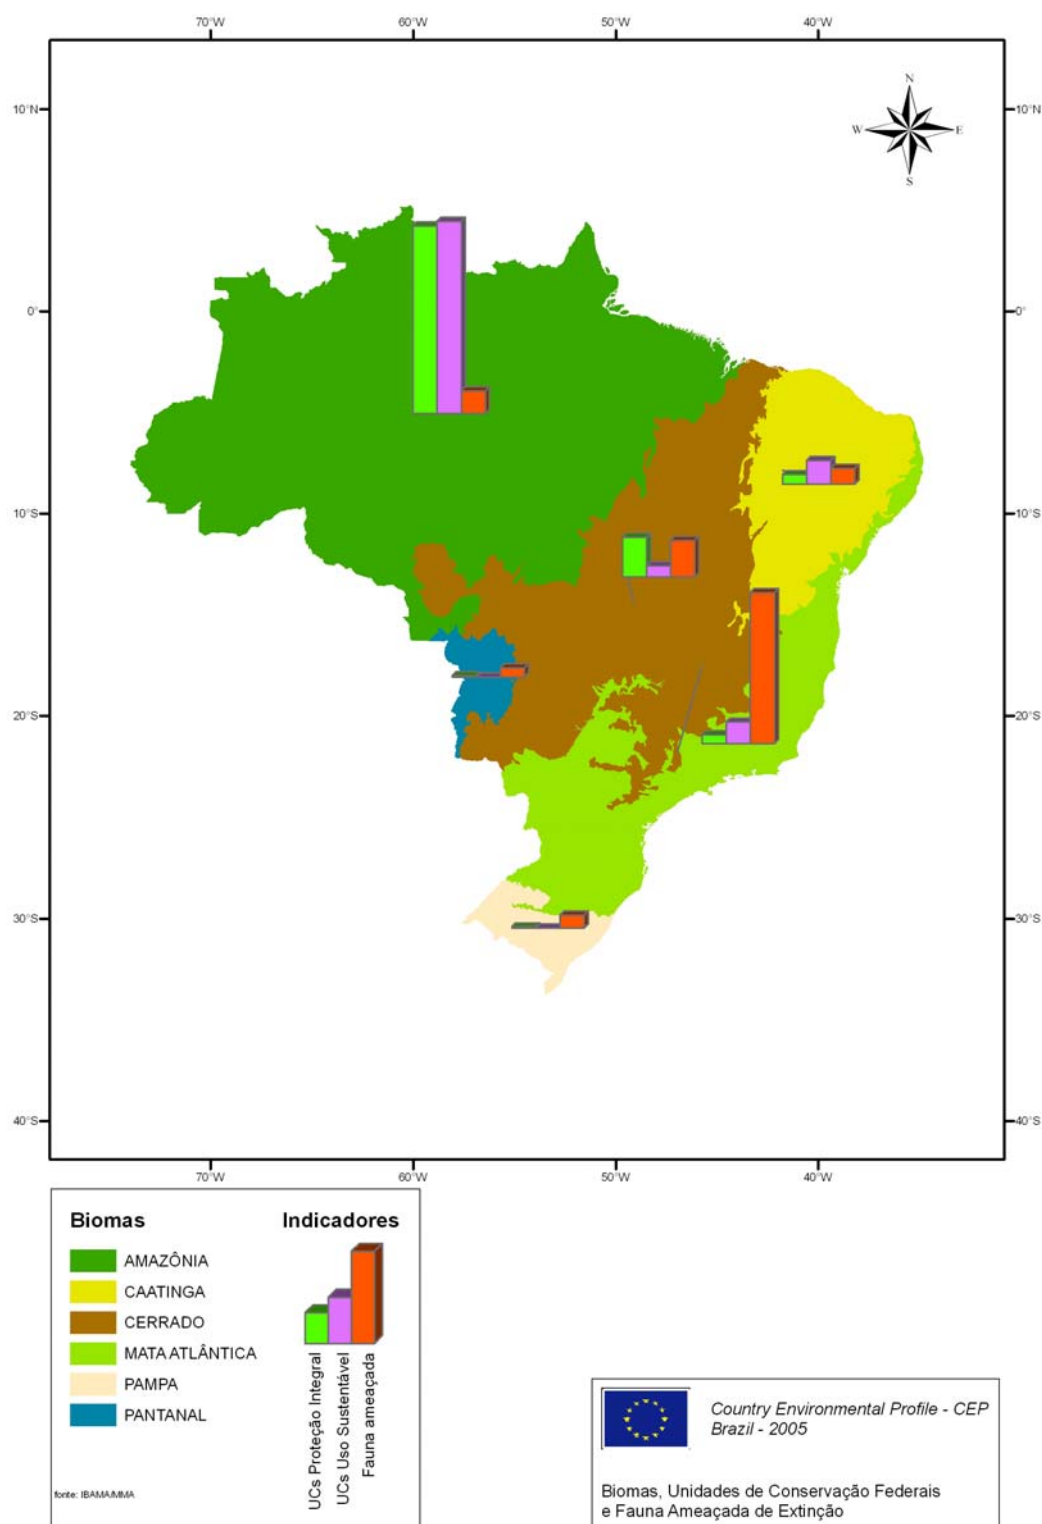 70°W 60°W 50°W 40°W
10°N 10°N
N
W E
S
0° 0°
10°S 10°S
20°S 20°S
30°S 30°S
40°S 40°S
70°W 60°W 50°W 40°W
Biomas
AMAZÔNIA
CAATINGA
CERRADO
MATA ATLÂNTICA
PAMPA
PANTANAL
fonte: IBAMA/MMA
Indicadores
UCs Proteção Integral
UCs Uso Sustentável
Fauna ameaçada
Country Environmental Profile - CEP
Brazil - 2005
Biomas, Unidades de Conservação Federais
e Fauna Ameaçada de Extinção